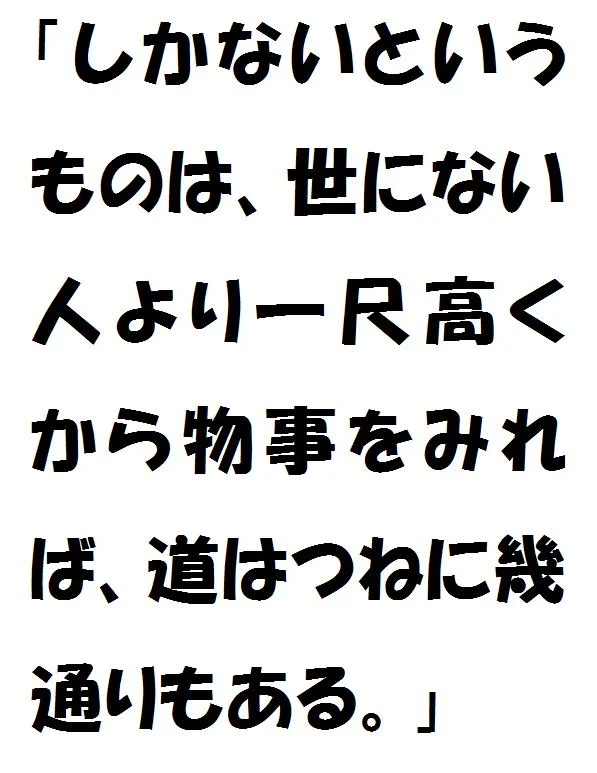 「しかないという
ものは、世にない
人より一尺高く
から物事をみれ
ば、道はつねに幾
通りもある。」